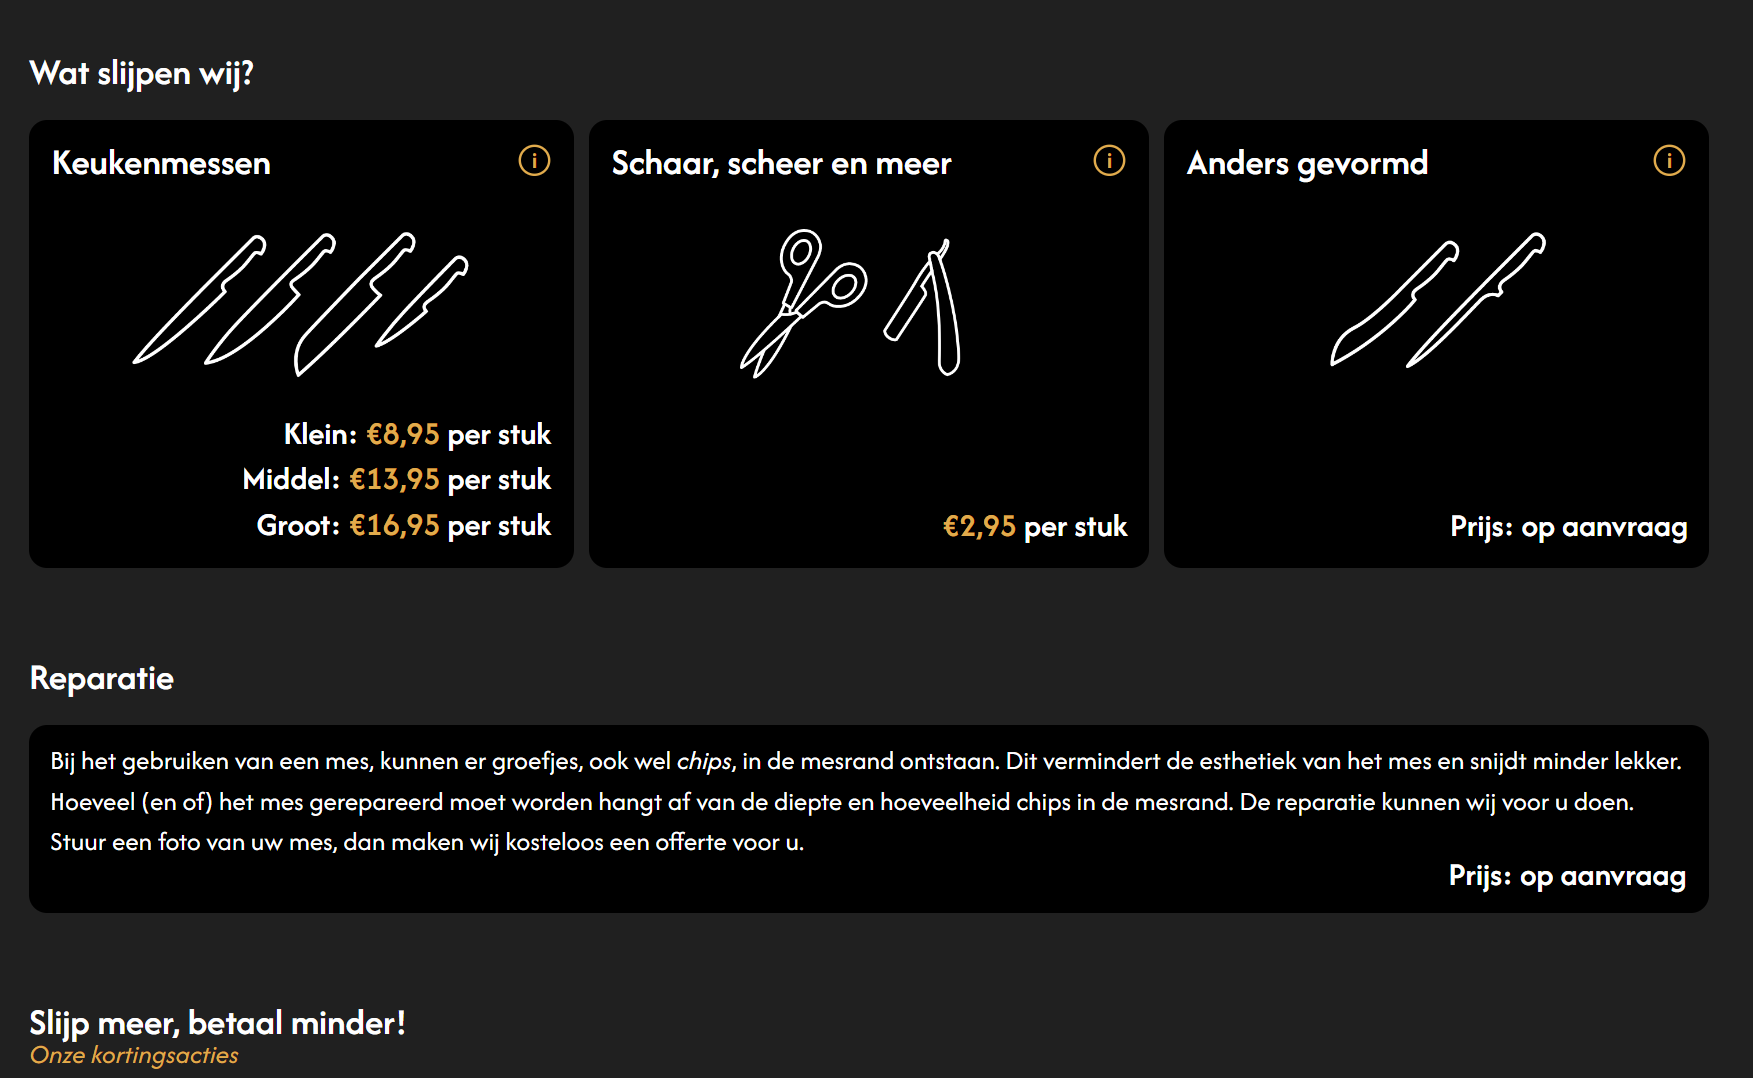 Wat slijpen wij?
Keukenmessen
Klein: €8,95 per stuk
Middel: €13,95 per stuk
Groot: €16,95 per stuk
Schaar, scheer en meer
€2,95 per stuk
Anders gevormd
Prijs: op aanvraag
Reparatie
Bij het gebruiken van een mes, kunnen er groefjes, ook wel chips, in de mesrand ontstaan. Dit vermindert de esthetiek van het mes en snijdt minder lekker.
Hoeveel (en of) het mes gerepareerd moet worden hangt af van de diepte en hoeveelheid chips in de mesrand. De reparatie kunnen wij voor u doen.
Stuur een foto van uw mes, dan maken wij kosteloos een offerte voor u.
Prijs: op aanvraag
Slijp meer, betaal minder!
Onze kortingsacties